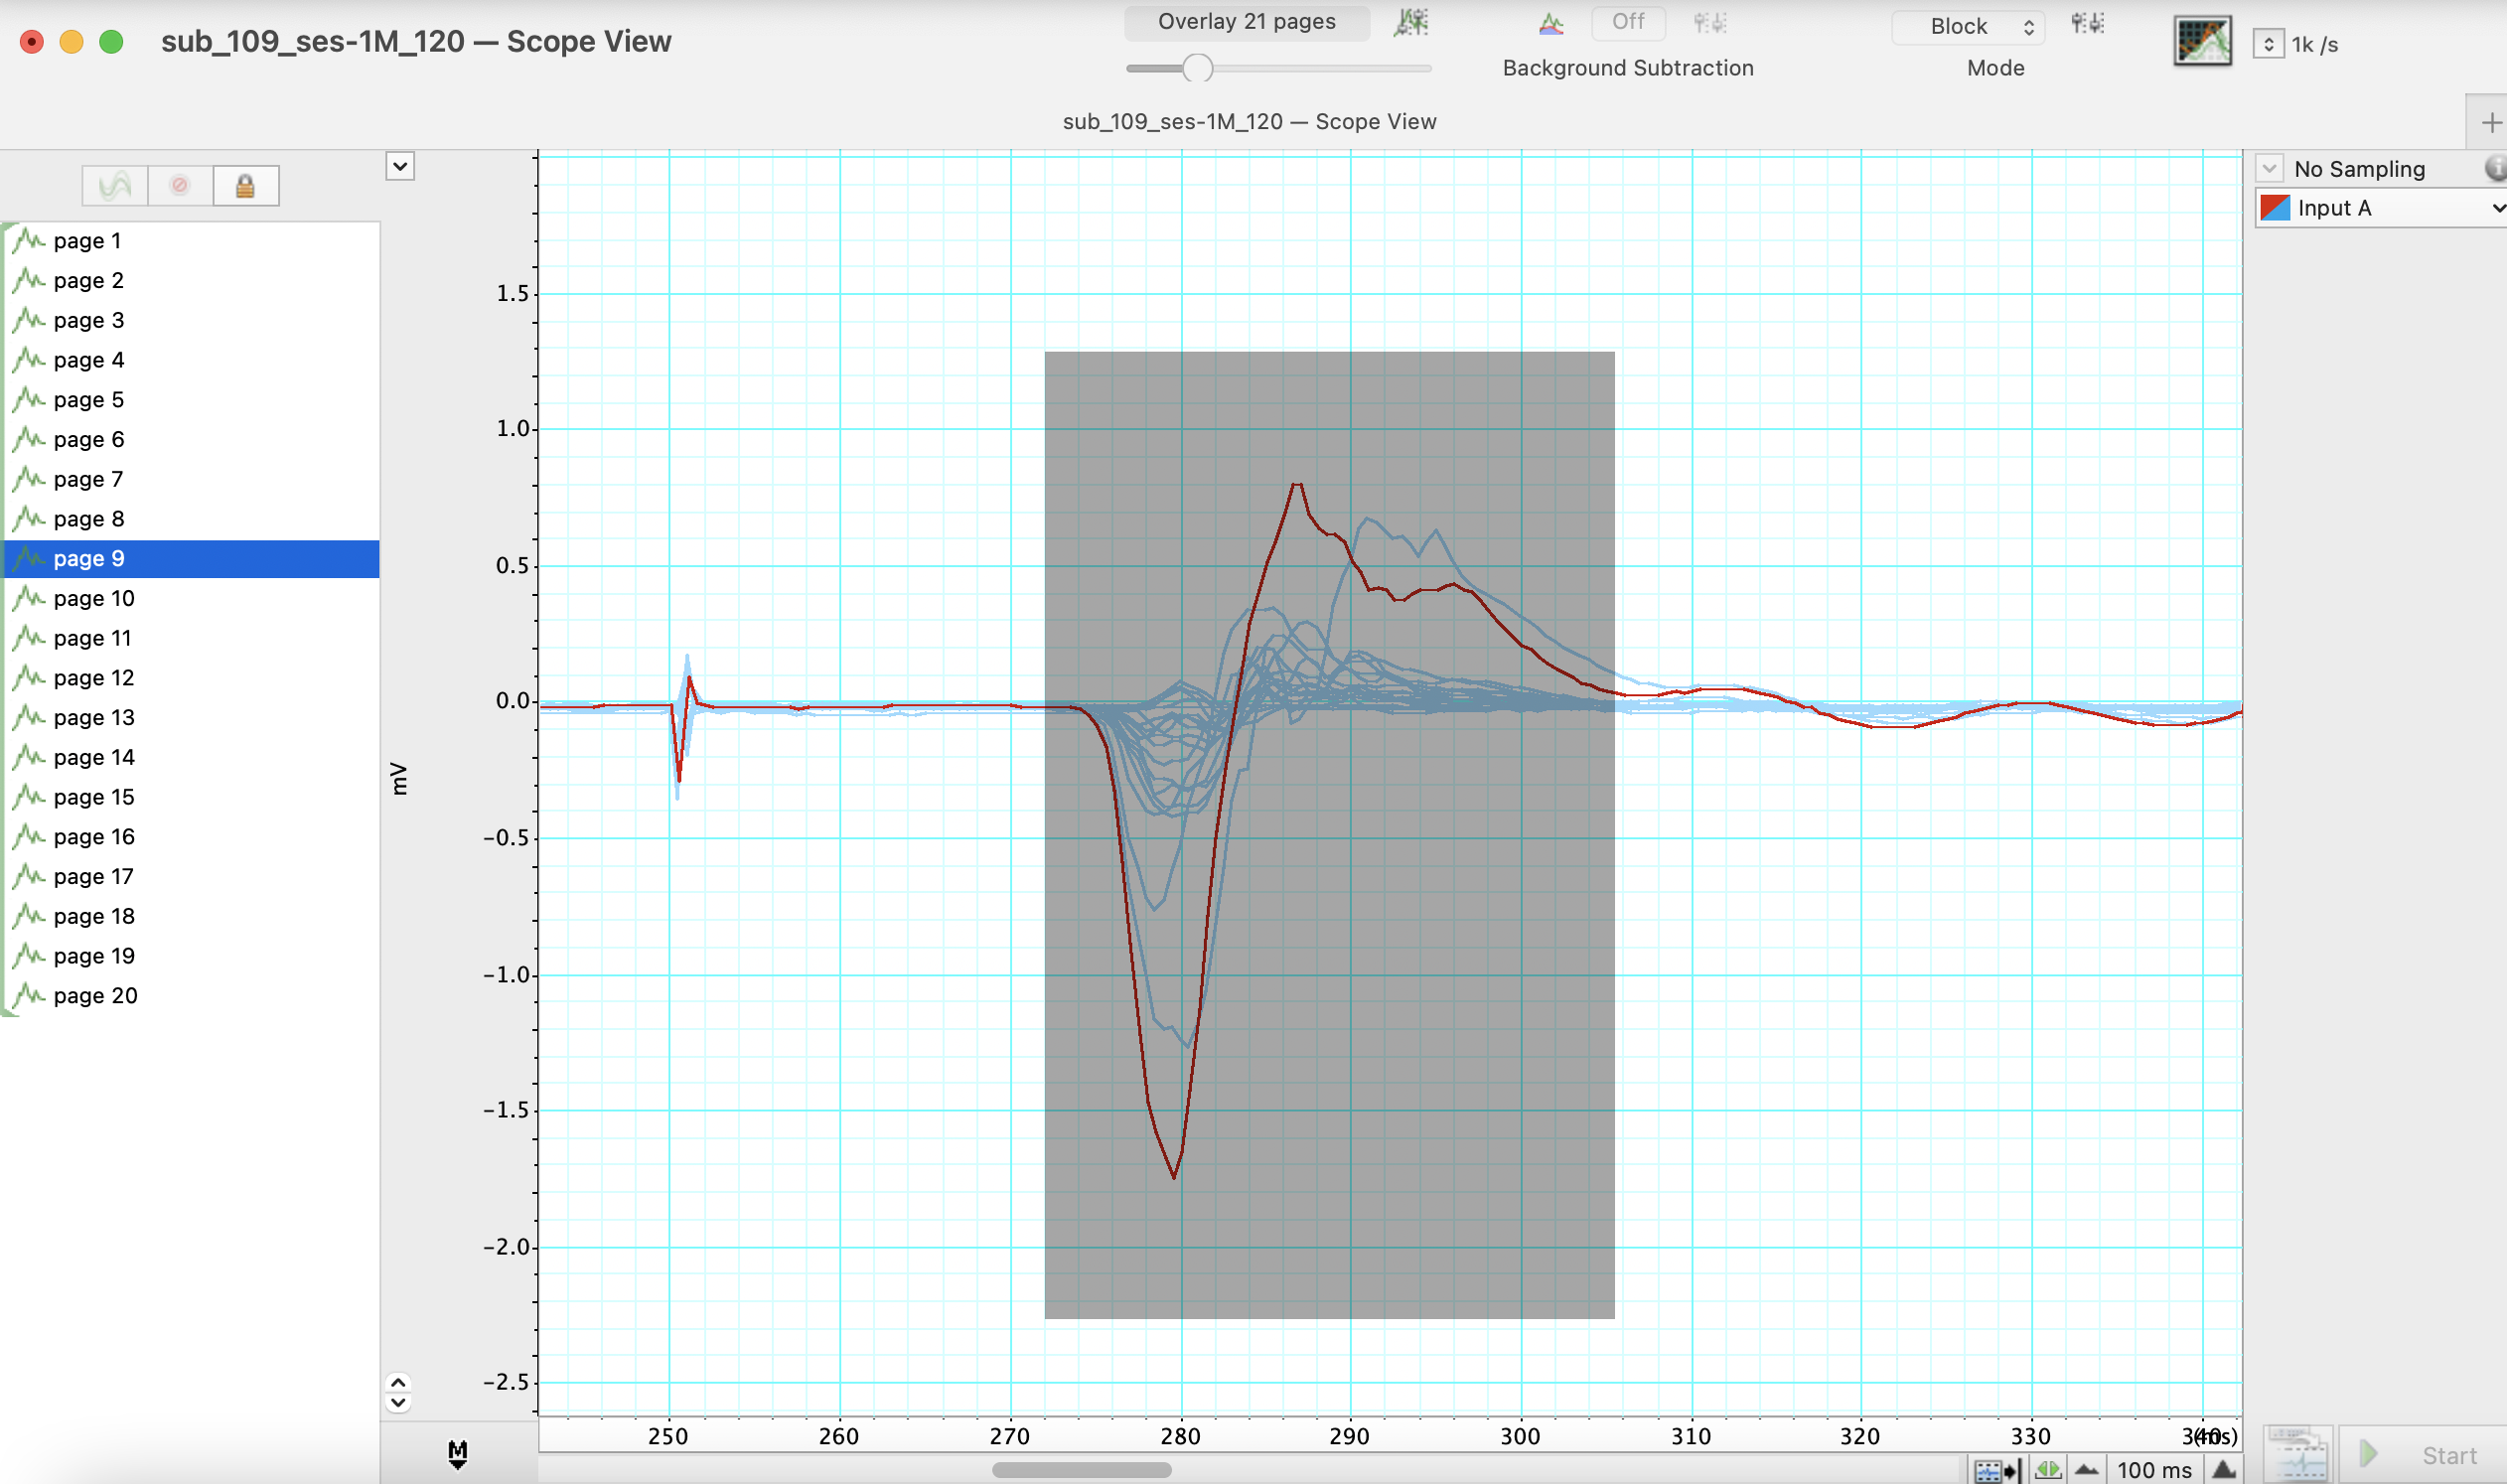 sub_109_ses-1M_120 — Scope View
Overlay 21 pages
Off
Background Subtraction
Block
Mode
1k /s
sub_109_ses-1M_120 — Scope View
page 1
page 2
page 3
page 4
page 5
page 6
page 7
page 8
page 9
page 10
page 11
page 12
page 13
page 14
page 15
page 16
page 17
page 18
page 19
page 20
M
mV
1.5
1.0
0.5
0.0
−0.5
−1.0
−1.5
−2.0
−2.5
250 260 270 280 290 300 310 320 330 340 (ms)
No Sampling
Input A
100 ms
Start